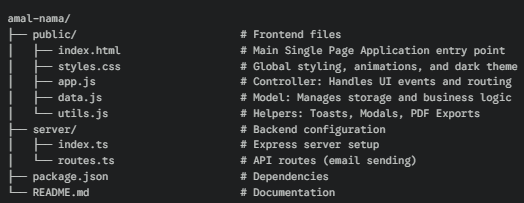 amal-nama/
├── public/                          # Frontend files
│   ├── index.html                   # Main Single Page Application entry point
│   ├── styles.css                   # Global styling, animations, and dark theme
│   ├── app.js                       # Controller: Handles UI events and routing
│   ├── data.js                      # Model: Manages storage and business logic
│   └── utils.js                     # Helpers: Toasts, Modals, PDF Exports
├── server/                          # Backend configuration
│   ├── index.ts                     # Express server setup
│   └── routes.ts                    # API routes (email sending)
├── package.json                     # Dependencies
└── README.md                        # Documentation